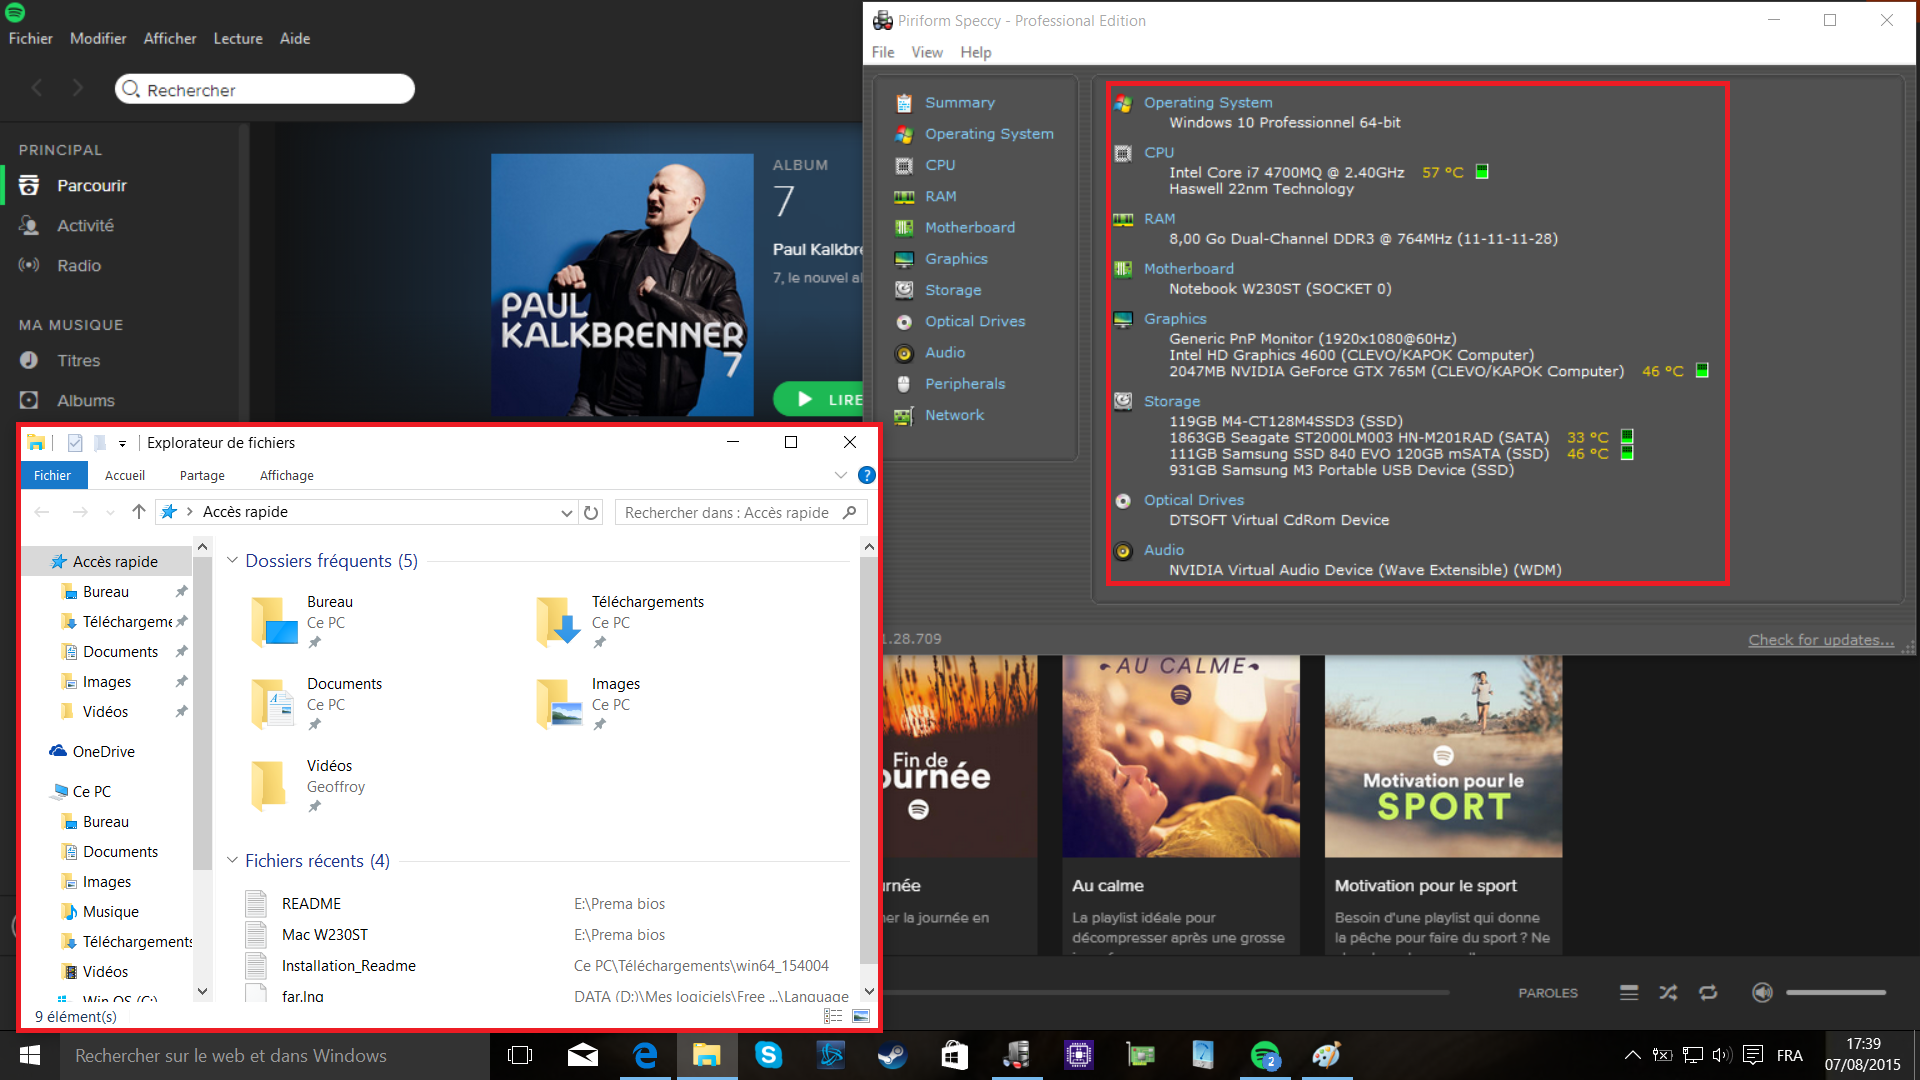 Fichier Modifier Afficher Lecture Aide
Rechercher
PRINCIPAL
Parcourir
Activité
Radio
MA MUSIQUE
Titres
Albums
PAUL
KALKBRENNER
7
ALBUM
7
Paul Kalkbre
7, le nouvel al
LIRE
Piriform Speccy - Professional Edition
File View Help
Summary
Operating System
CPU
RAM
Motherboard
Graphics
Storage
Optical Drives
Audio
Peripherals
Network
Operating System
Windows 10 Professionnel 64-bit
CPU
Intel Core i7 4700MQ @ 2.40GHz 57 °C
Haswell 22nm Technology
RAM
8,00 Go Dual-Channel DDR3 @ 764MHz (11-11-11-28)
Motherboard
Notebook W230ST (SOCKET 0)
Graphics
Generic PnP Monitor (1920x1080@60Hz)
Intel HD Graphics 4600 (CLEVO/KAPOK Computer)
2047MB NVIDIA GeForce GTX 765M (CLEVO/KAPOK Computer) 46 °C
Storage
119GB M4-CT128M4SSD3 (SSD)
1863GB Seagate ST2000LM003 HN-M201RAD (SATA) 33 °C
111GB Samsung SSD 840 EVO 120GB mSATA (SSD) 46 °C
931GB Samsung M3 Portable USB Device (SSD)
Optical Drives
DTSOFT Virtual CdRom Device
Audio
NVIDIA Virtual Audio Device (Wave Extensible) (WDM)
1.28.709
Check for updates...
Explorateur de fichiers
Fichier Accueil Partage Affichage
Accès rapide
Rechercher dans : Accès rapide
Accès rapide
Bureau
Téléchargeme
Documents
Images
Vidéos
OneDrive
Ce PC
Bureau
Documents
Images
Musique
Téléchargements
Vidéos
Win OS (C:)
Dossiers fréquents (5)
Bureau
Ce PC
Téléchargements
Ce PC
Documents
Ce PC
Images
Ce PC
Vidéos
Geoffroy
Fichiers récents (4)
README E:\Prema bios
Mac W230ST E:\Prema bios
Installation_Readme Ce PC\Téléchargements\win64_154004
far.lng DATA (D:)\Mes logiciels\Free ...\Language
9 élément(s)
Fin de
ournée
rnée
er la journée en
AU CALME
Au calme
La playlist idéale pour
décompresser après une grosse
Motivation pour le
SPORT
Motivation pour le sport
Besoin d'une playlist qui donne
la pêche pour faire du sport ? Ne
PAROLES
Rechercher sur le web et dans Windows
2
FRA
17:39
07/08/2015